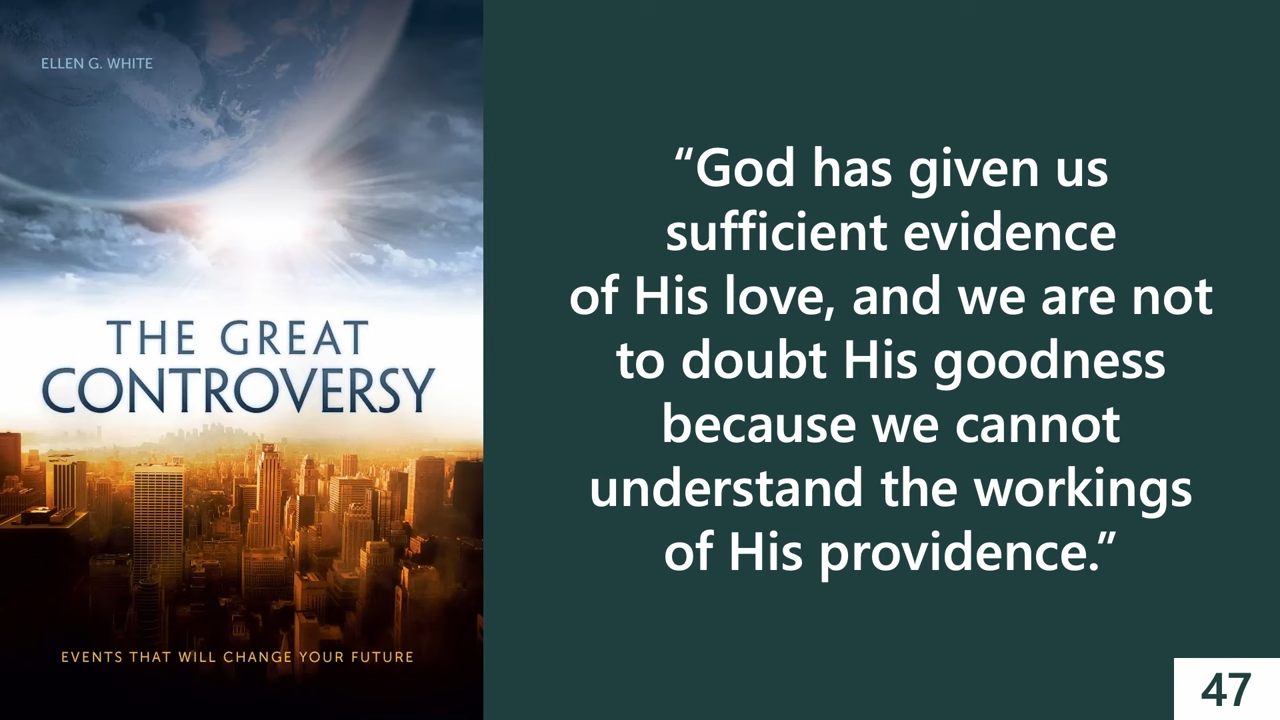 ELLEN G. WHITE
THE GREAT
CONTROVERSY
EVENTS THAT WILL CHANGE YOUR FUTURE
“God has given us
sufficient evidence
of His love, and we are not
to doubt His goodness
because we cannot
understand the workings
of His providence.”
47